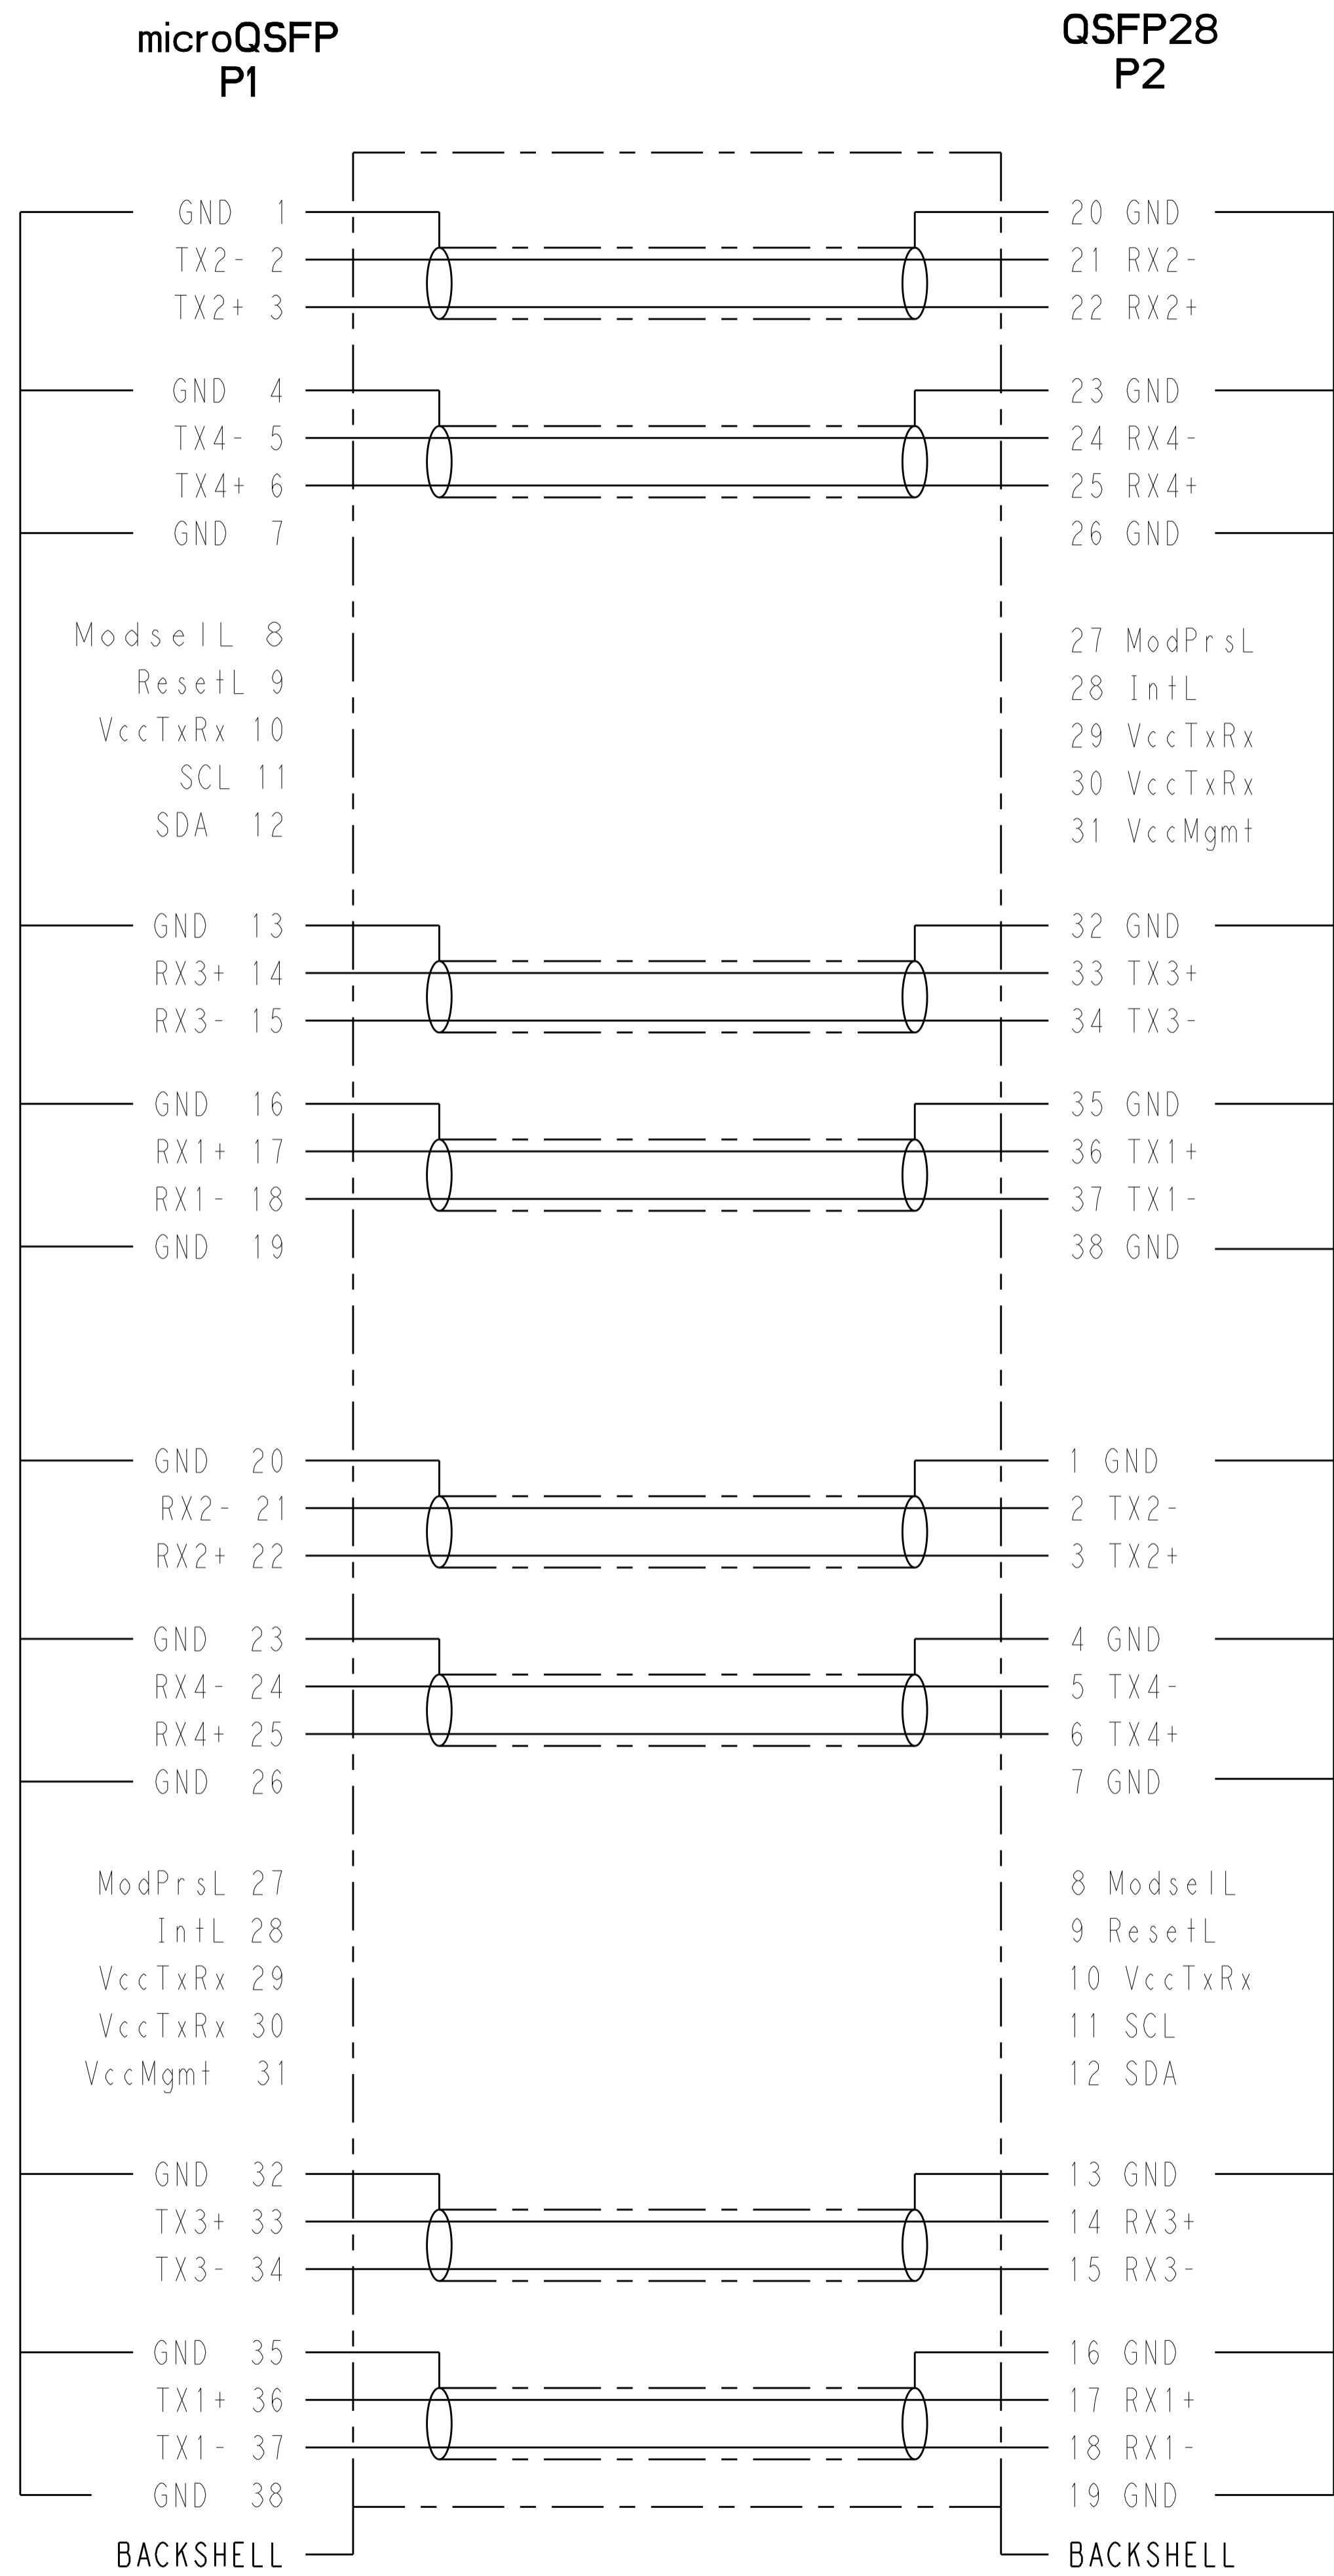 microQSFP QSFP28
P1 P2
GND 1 20 GND
TX2- 2 21 RX2-
TX2+ 3 22 RX2+
GND 4 23 GND
TX4- 5 24 RX4-
TX4+ 6 25 RX4+
GND 7 26 GND
ModselL 8 27 ModPrsL
ResetL 9 28 IntL
VccTxRx 10 29 VccTxRx
SCL 11 30 VccTxRx
SDA 12 31 VccMgmt
GND 13 32 GND
RX3+ 14 33 TX3+
RX3- 15 34 TX3-
GND 16 35 GND
RX1+ 17 36 TX1+
RX1- 18 37 TX1-
GND 19 38 GND
GND 20 1 GND
RX2- 21 2 TX2-
RX2+ 22 3 TX2+
GND 23 4 GND
RX4- 24 5 TX4-
RX4+ 25 6 TX4+
GND 26 7 GND
ModPrsL 27 8 ModselL
IntL 28 9 ResetL
VccTxRx 29 10 VccTxRx
VccTxRx 30 11 SCL
VccMgmt 31 12 SDA
GND 32 13 GND
TX3+ 33 14 RX3+
TX3- 34 15 RX3-
GND 35 16 GND
TX1+ 36 17 RX1+
TX1- 37 18 RX1-
GND 38 19 GND
BACKSHELL BACKSHELL